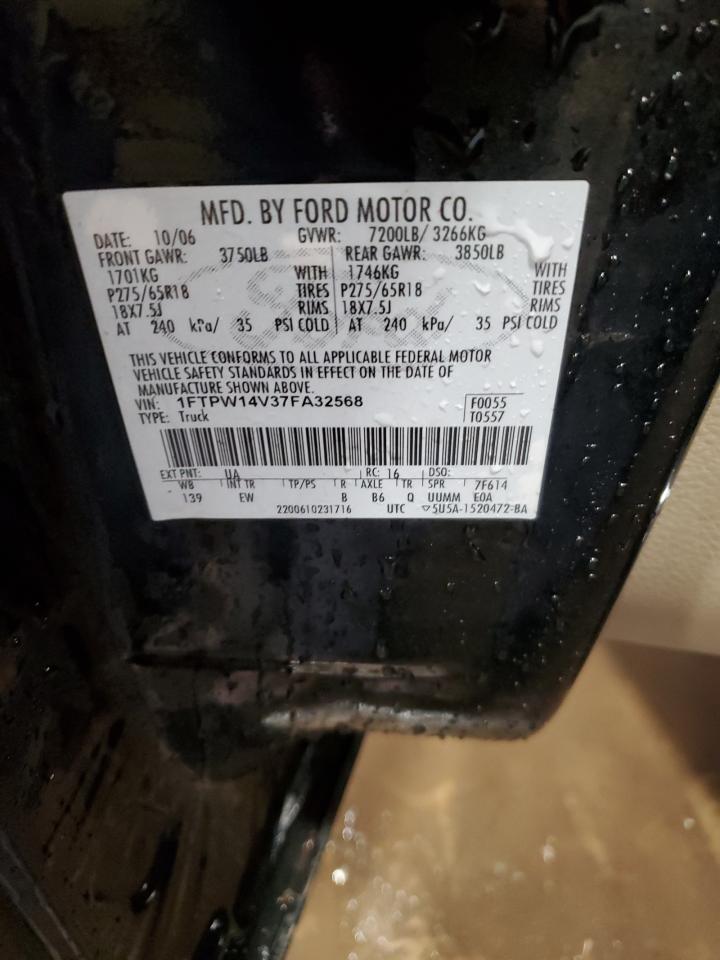 MFD. BY FORD MOTOR CO.
DATE: 10/06 GVWR: 7200LB/ 3266KG
FRONT GAWR: 3750LB REAR GAWR: 3850LB
1701KG WITH 1746KG WITH
P275/65R18 TIRES P275/65R18 TIRES
18X7.5J RIMS 18X7.5J RIMS
AT 240 kPa/ 35 PSI COLD AT 240 kPa/ 35 PSI COLD
THIS VEHICLE CONFORMS TO ALL APPLICABLE FEDERAL MOTOR
VEHICLE SAFETY STANDARDS IN EFFECT ON THE DATE OF
MANUFACTURE SHOWN ABOVE.
VIN: 1FTPW14V37FA32568 F0055
TYPE: Truck T0557
EXT PNT: UA RC: 16 DSO:
WB INT TR TP/PS R AXLE TR SPR 7F614
139 EW B B6 Q UUMM E0A
2200610231716 UTC ▽5U5A-1520472-BA